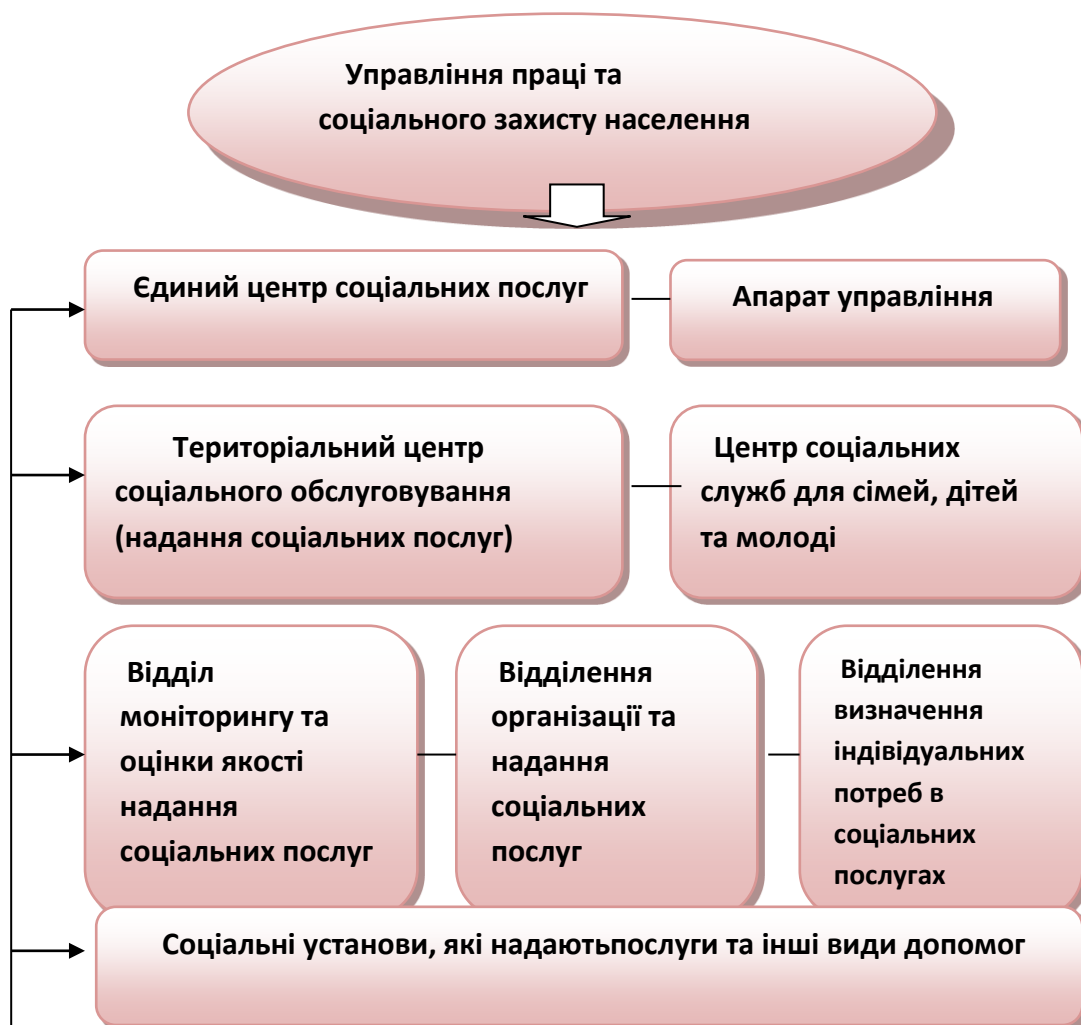 Управління праці та
соціального захисту населення
Єдиний центр соціальних послуг
Апарат управління
Територіальний центр
соціального обслуговування
(надання соціальних послуг)
Центр соціальних
служб для сімей, дітей
та молоді
Відділ
моніторингу та
оцінки якості
надання
соціальних послуг
Відділення
організації та
надання
соціальних
послуг
Відділення
визначення
індівідуальних
потреб в
соціальних
послугах
Соціальні установи, які надаютьпослуги та інші види допомог